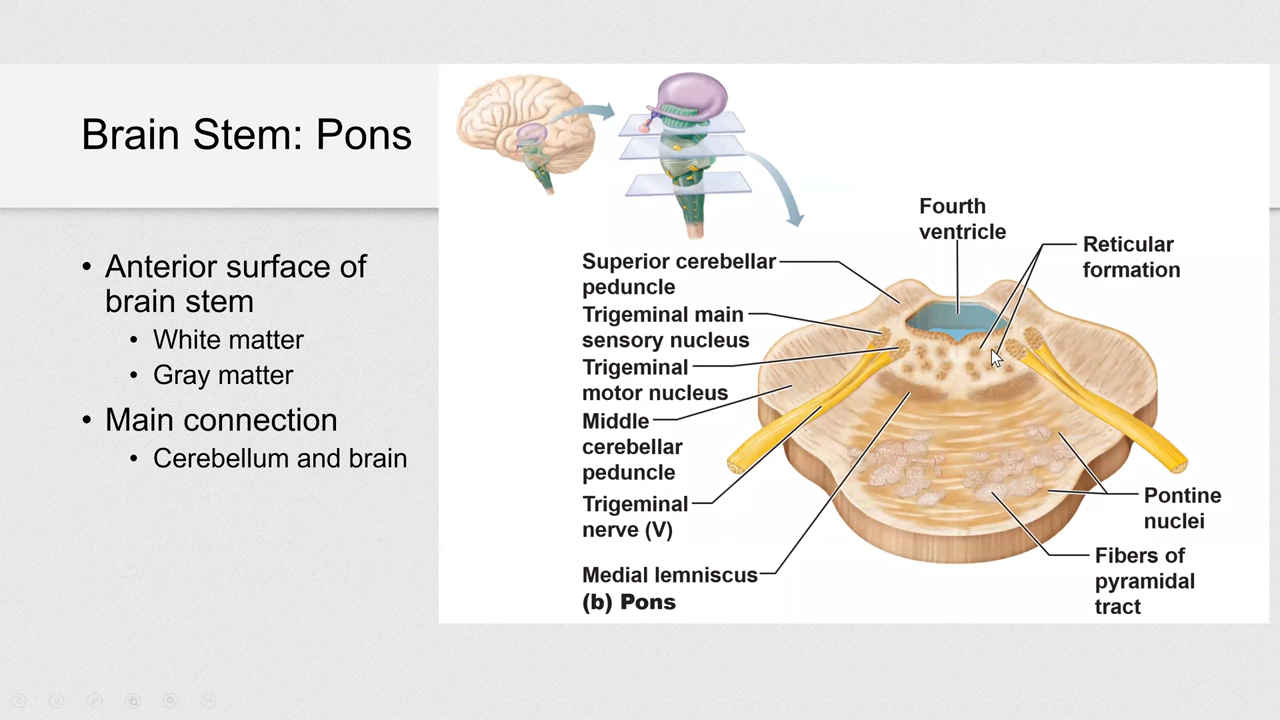 Brain Stem: Pons
• Anterior surface of
brain stem
• White matter
• Gray matter
• Main connection
• Cerebellum and brain
Fourth
ventricle
Reticular
formation
Superior cerebellar
peduncle
Trigeminal main
sensory nucleus
Trigeminal
motor nucleus
Middle
cerebellar
peduncle
Trigeminal
nerve (V)
Medial lemniscus
(b) Pons
Pontine
nuclei
Fibers of
pyramidal
tract